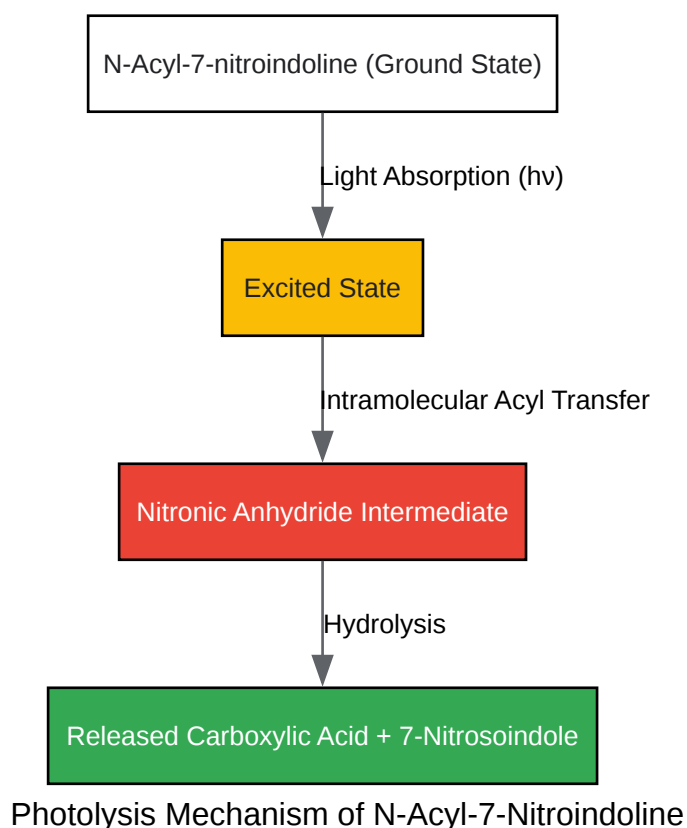 N-Acyl-7-nitroindoline (Ground State)
Light Absorption (hν)
Excited State
Intramolecular Acyl Transfer
Nitronic Anhydride Intermediate
Hydrolysis
Released Carboxylic Acid + 7-Nitrosoindole
Photolysis Mechanism of N-Acyl-7-Nitroindoline